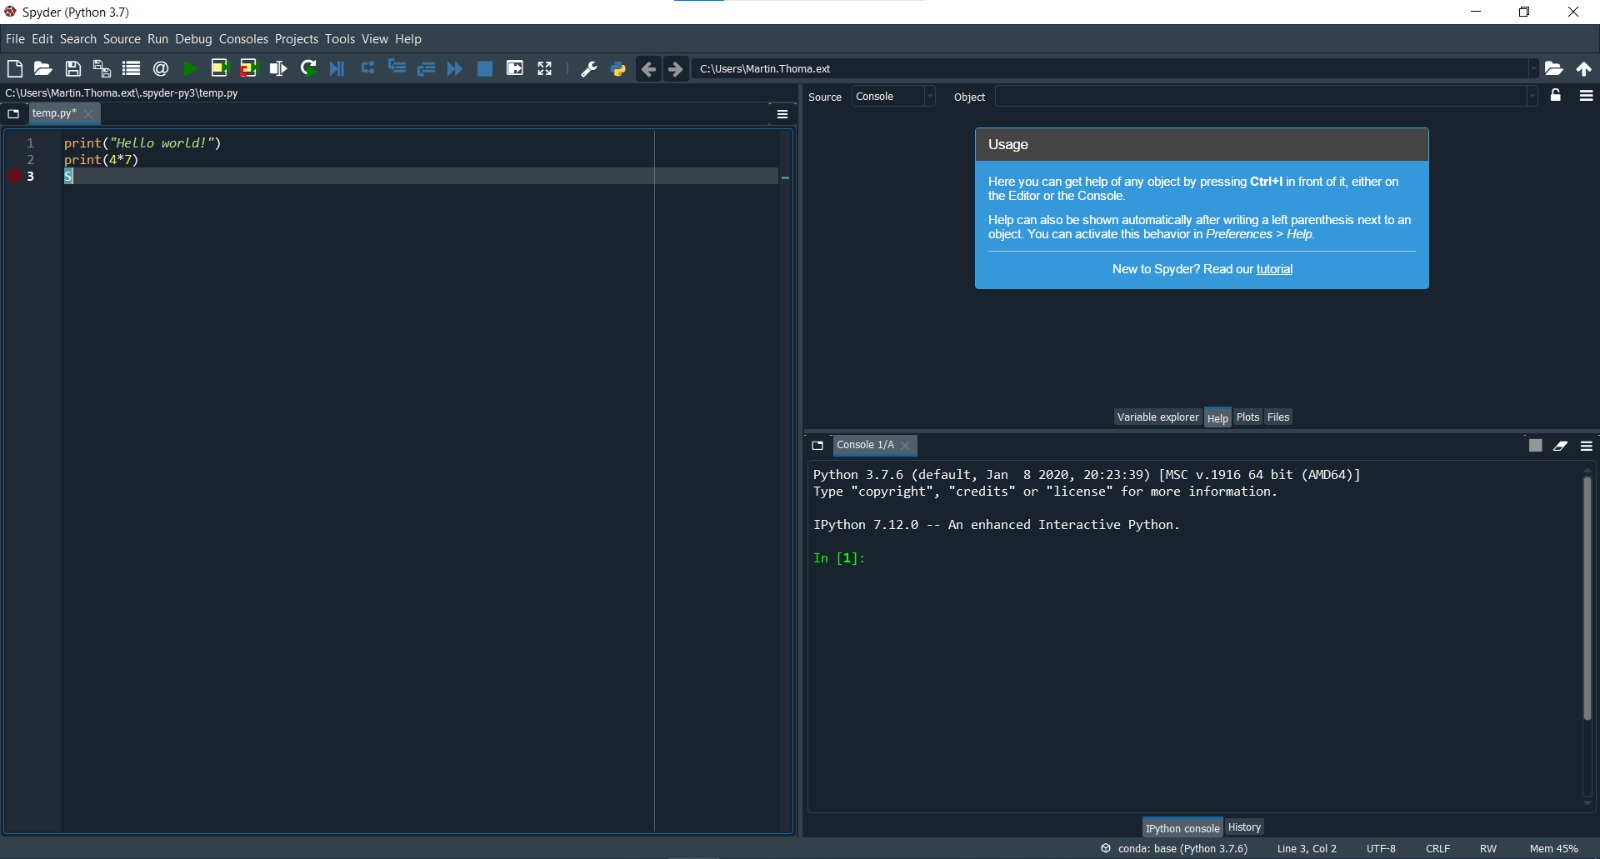 Spyder (Python 3.7)
File Edit Search Source Run Debug Consoles Projects Tools View Help
C:\Users\Martin.Thoma.ext
C:\Users\Martin.Thoma.ext\.spyder-py3\temp.py
temp.py*
1 print("Hello world!")
2 print(4*7)
3 S
Source Console Object
Usage
Here you can get help of any object by pressing Ctrl+I in front of it, either on
the Editor or the Console.
Help can also be shown automatically after writing a left parenthesis next to an
object. You can activate this behavior in Preferences > Help.
New to Spyder? Read our tutorial
Variable explorer Help Plots Files
Console 1/A
Python 3.7.6 (default, Jan  8 2020, 20:23:39) [MSC v.1916 64 bit (AMD64)]
Type "copyright", "credits" or "license" for more information.
IPython 7.12.0 -- An enhanced Interactive Python.
In [1]:
IPython console History
conda: base (Python 3.7.6) Line 3, Col 2 UTF-8 CRLF RW Mem 45%